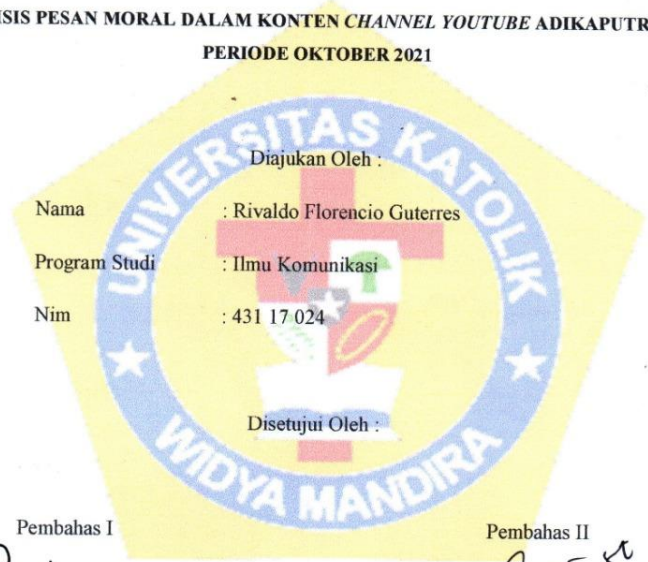 ISIS PESAN MORAL DALAM KONTEN CHANNEL YOUTUBE ADIKAPUTR
PERIODE OKTOBER 2021
Diajukan Oleh :
Nama : Rivaldo Florencio Guterres
Program Studi : Ilmu Komunikasi
Nim : 431 17 024
Disetujui Oleh :
Pembahas I Pembahas II
UNIVERSITAS KATOLIK
WIDYA MANDIRA